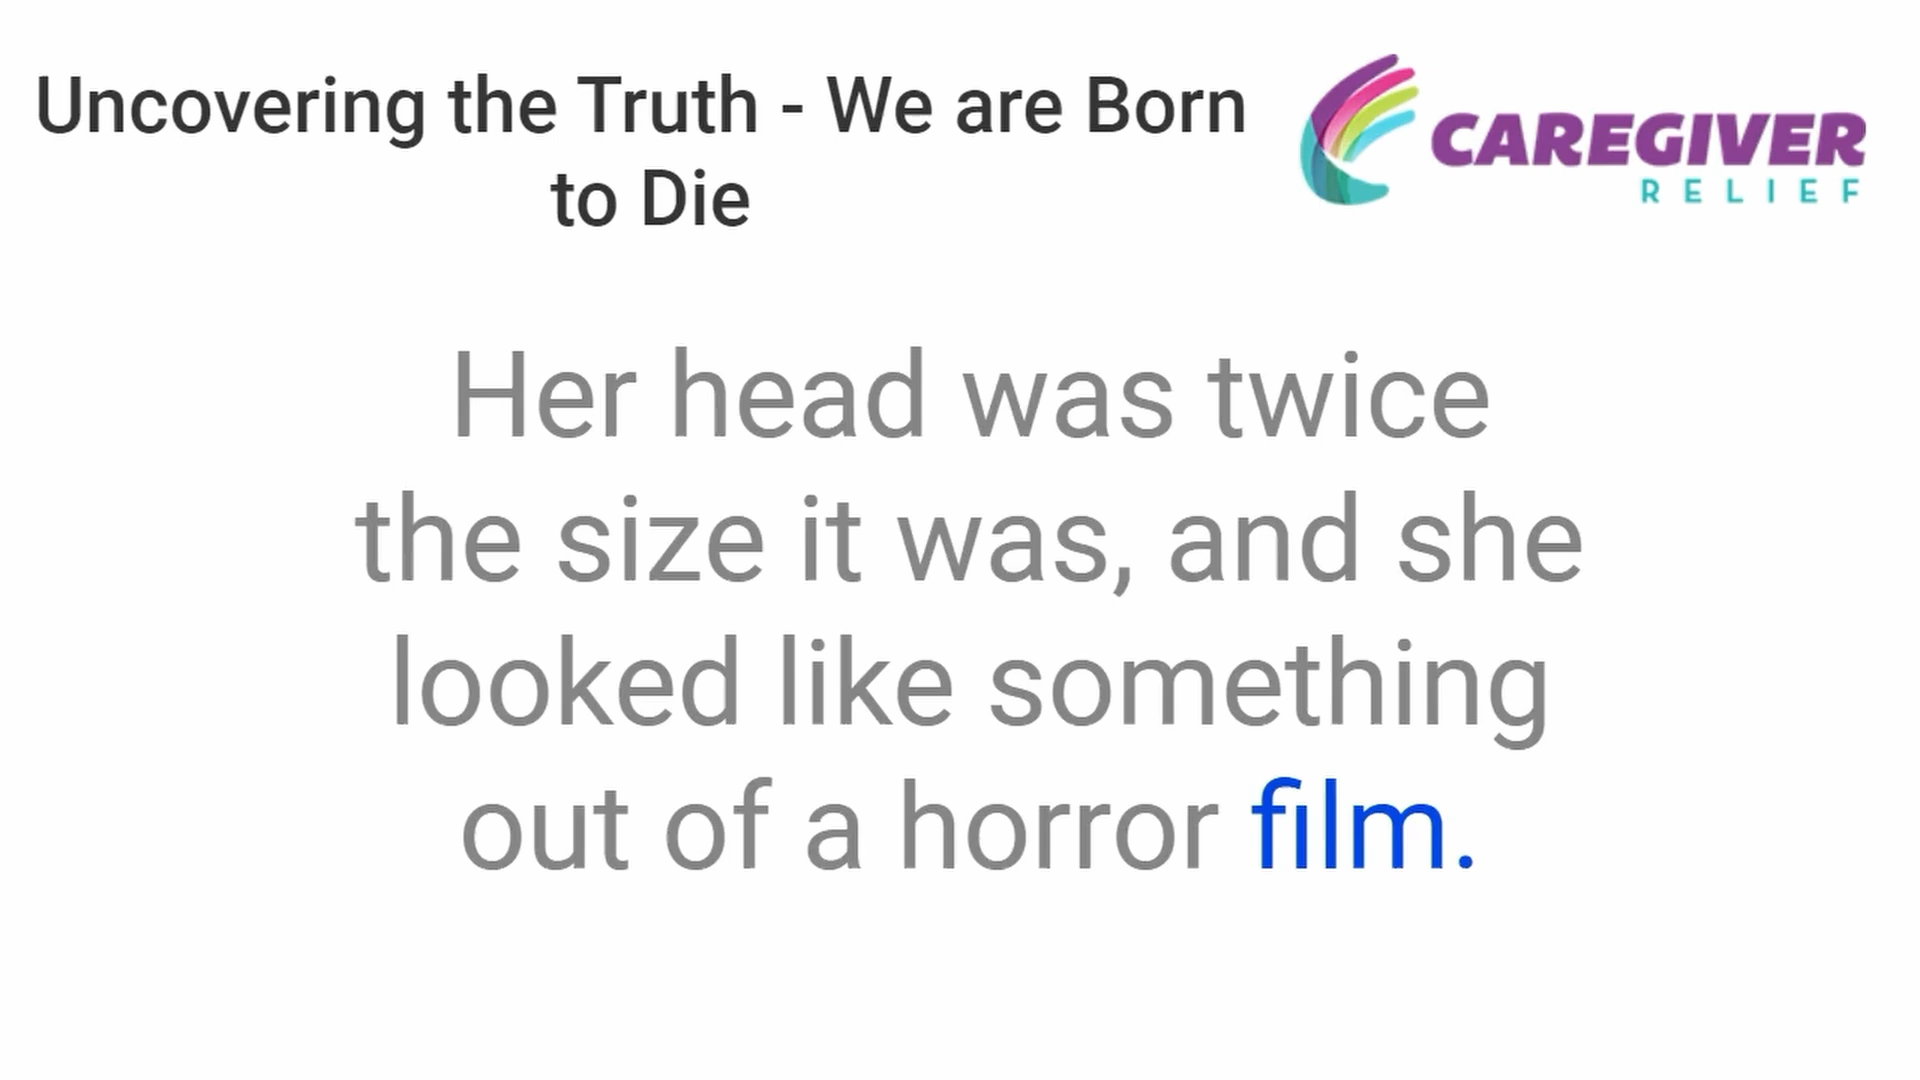 Uncovering the Truth - We are Born
to Die
CAREGIVER
RELIEF
Her head was twice
the size it was, and she
looked like something
out of a horror film.